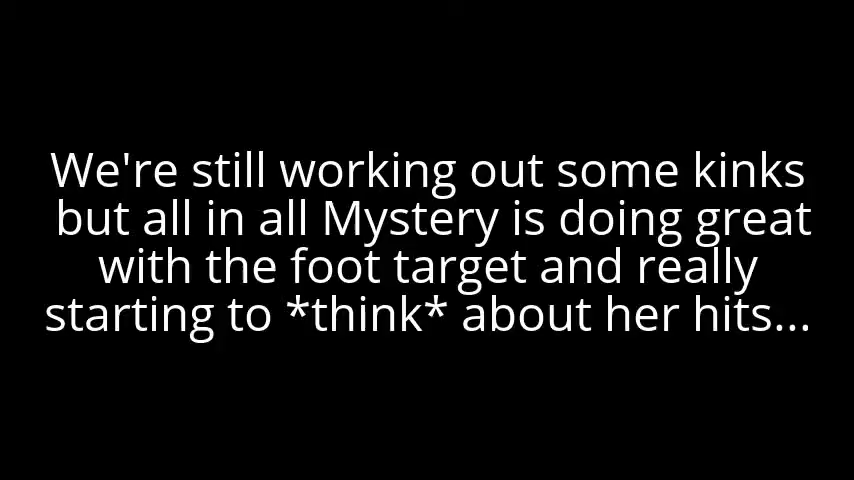 We're still working out some kinks
but all in all Mystery is doing great
with the foot target and really
starting to *think* about her hits...